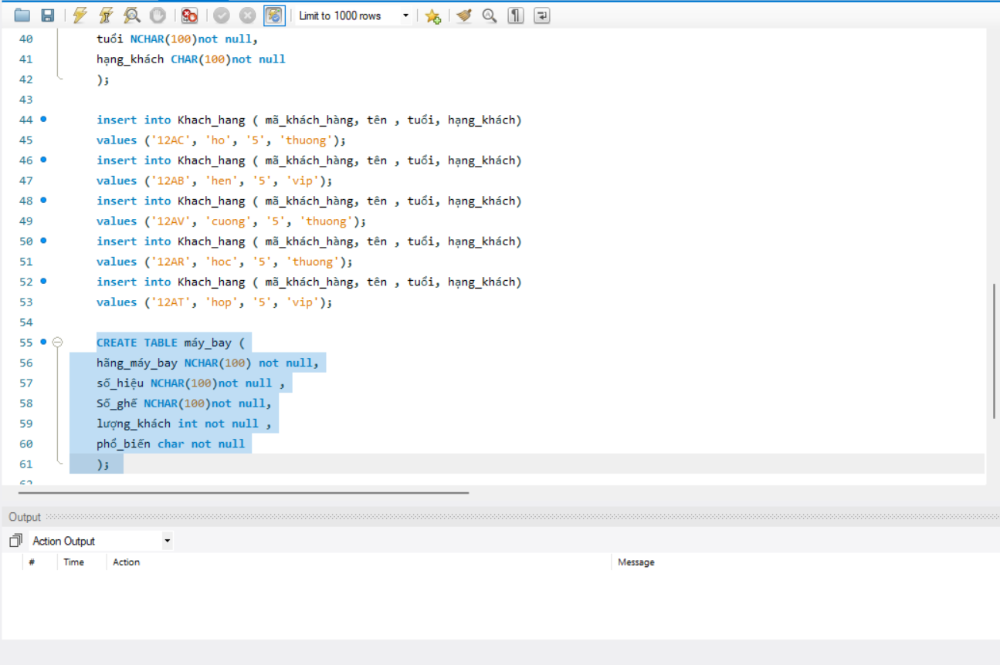 Limit to 1000 rows
40 tuổi NCHAR(100)not null,
41 hạng_khách CHAR(100)not null
42 );
43
44 insert into Khach_hang ( mã_khách_hàng, tên , tuổi, hạng_khách)
45 values ('12AC', 'ho', '5', 'thuong');
46 insert into Khach_hang ( mã_khách_hàng, tên , tuổi, hạng_khách)
47 values ('12AB', 'hen', '5', 'vip');
48 insert into Khach_hang ( mã_khách_hàng, tên , tuổi, hạng_khách)
49 values ('12AV', 'cuong', '5', 'thuong');
50 insert into Khach_hang ( mã_khách_hàng, tên , tuổi, hạng_khách)
51 values ('12AR', 'hoc', '5', 'thuong');
52 insert into Khach_hang ( mã_khách_hàng, tên , tuổi, hạng_khách)
53 values ('12AT', 'hop', '5', 'vip');
54
55 CREATE TABLE máy_bay (
56 hãng_máy_bay NCHAR(100) not null,
57 số_hiệu NCHAR(100)not null ,
58 Số_ghế NCHAR(100)not null,
59 lượng_khách int not null ,
60 phổ_biến char not null
61 );
62
Output
Action Output
# Time Action Message